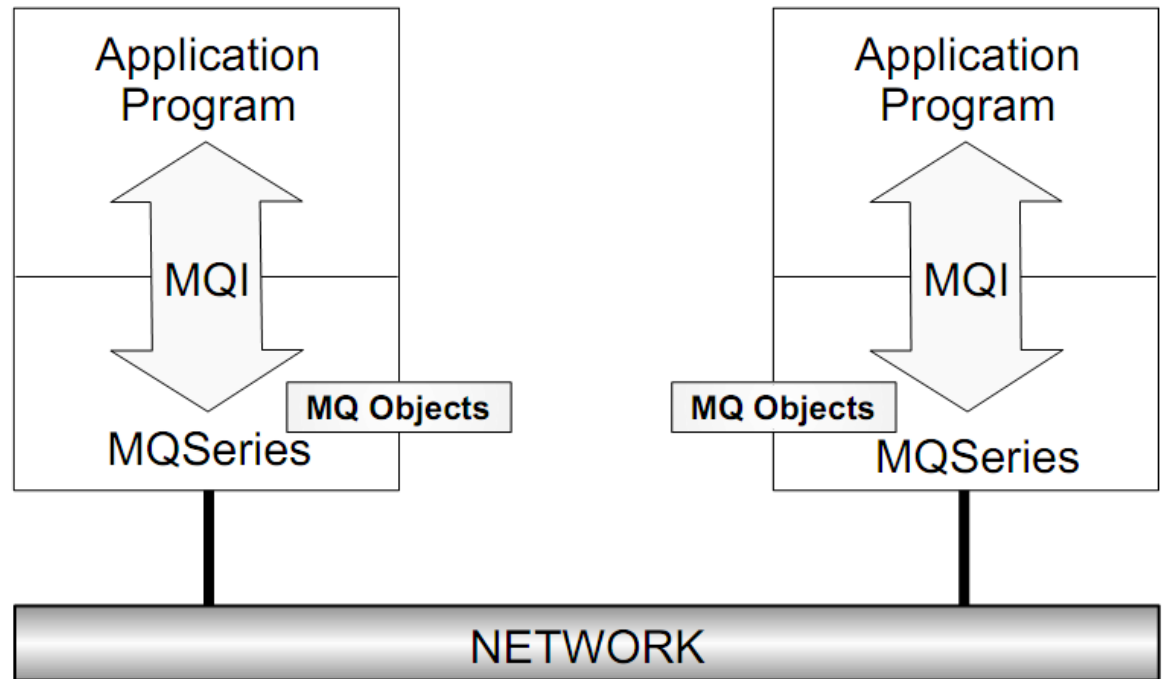 Application
Program
MQI
MQ Objects
MQSeries
Application
Program
MQI
MQ Objects
MQSeries
NETWORK